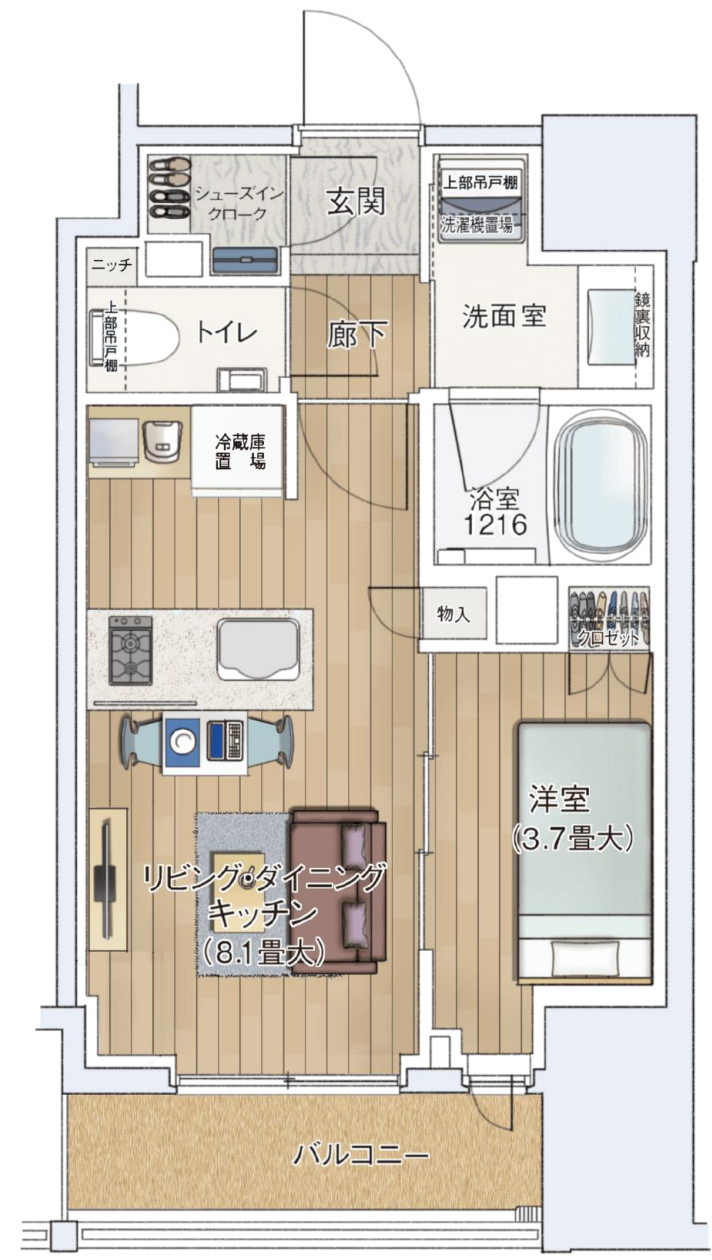 シューズイン
クローク
玄関
上部吊戸棚
洗濯機置場
ニッチ
上部吊戸棚
トイレ
廊下
洗面室
鏡裏収納
冷蔵庫
置 場
浴室
1216
物入
クロゼット
洋室
(3.7畳大)
リビング・ダイニング
キッチン
(8.1畳大)
バルコニー